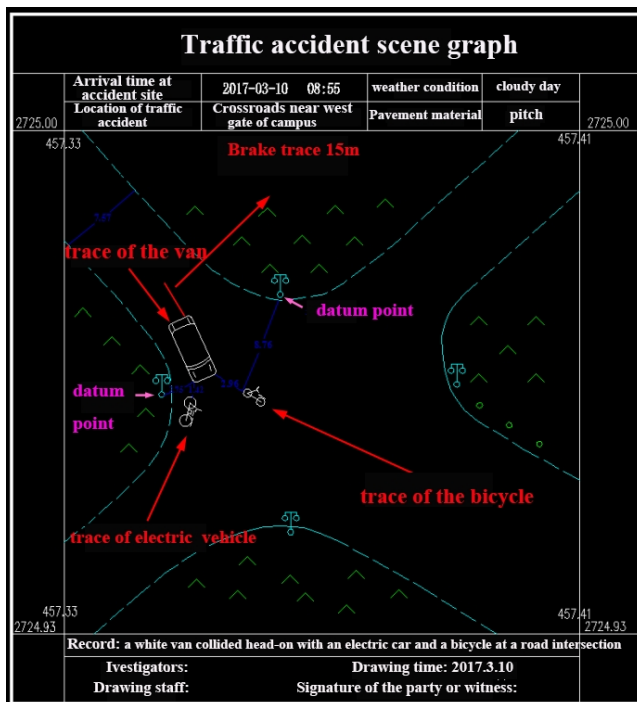 Traffic accident scene graph
Arrival time at
accident site
2017-03-10 08:55
weather condition
cloudy day
Location of traffic
accident
Crossroads near west
gate of campus
Pavement material
pitch
2725.00
2725.00
457.33
457.41
Brake trace 15m
trace of the van
datum point
datum
point
trace of the bicycle
trace of electric vehicle
457.33
457.41
2724.93
2724.93
Record: a white van collided head-on with an electric car and a bicycle at a road intersection
Ivestigators:
Drawing time: 2017.3.10
Drawing staff:
Signature of the party or witness: